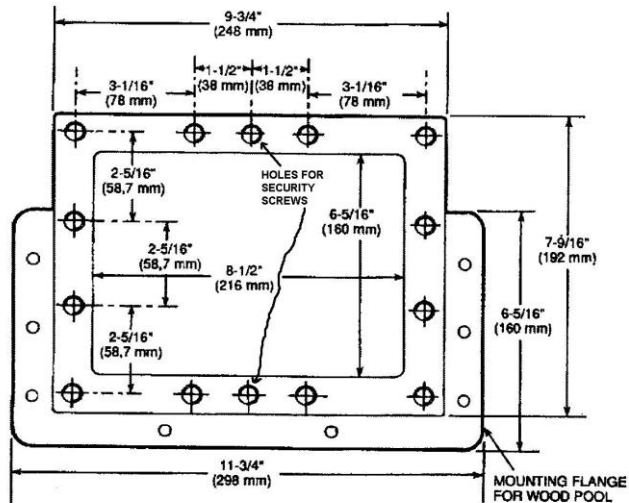 9-3/4"
(248 mm)
1-1/2" 1-1/2"
(38 mm) (38 mm)
3-1/16"
(78 mm)
3-1/16"
(78 mm)
HOLES FOR
SECURITY
SCREWS
2-5/16"
(58,7 mm)
6-5/16"
(160 mm)
2-5/16"
(58,7 mm)
7-9/16"
(192 mm)
8-1/2"
(216 mm)
6-5/16"
(160 mm)
2-5/16"
(58,7 mm)
11-3/4"
(298 mm)
MOUNTING FLANGE
FOR WOOD POOL